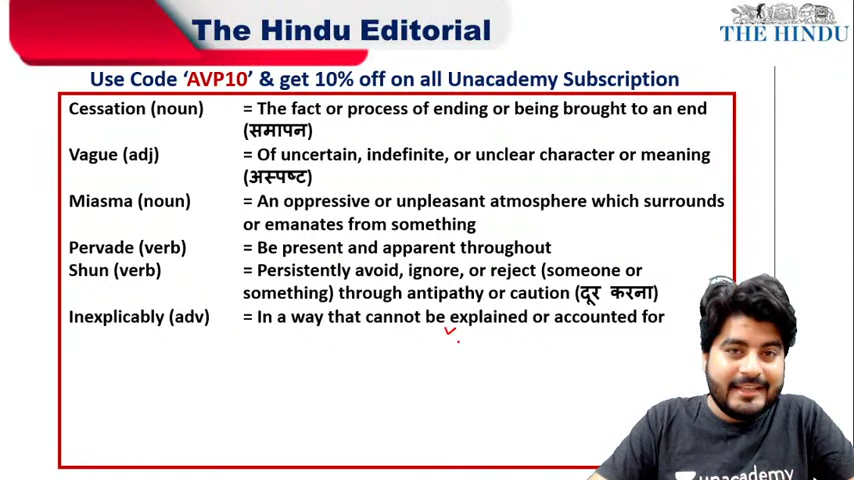 The Hindu Editorial
THE HINDU
Use Code ‘AVP10’ & get 10% off on all Unacademy Subscription
Cessation (noun) = The fact or process of ending or being brought to an end
(समापन)
Vague (adj) = Of uncertain, indefinite, or unclear character or meaning
(अस्पष्ट)
Miasma (noun) = An oppressive or unpleasant atmosphere which surrounds
or emanates from something
Pervade (verb) = Be present and apparent throughout
Shun (verb) = Persistently avoid, ignore, or reject (someone or
something) through antipathy or caution (दूर करना)
Inexplicably (adv) = In a way that cannot be explained or accounted for
unacademy